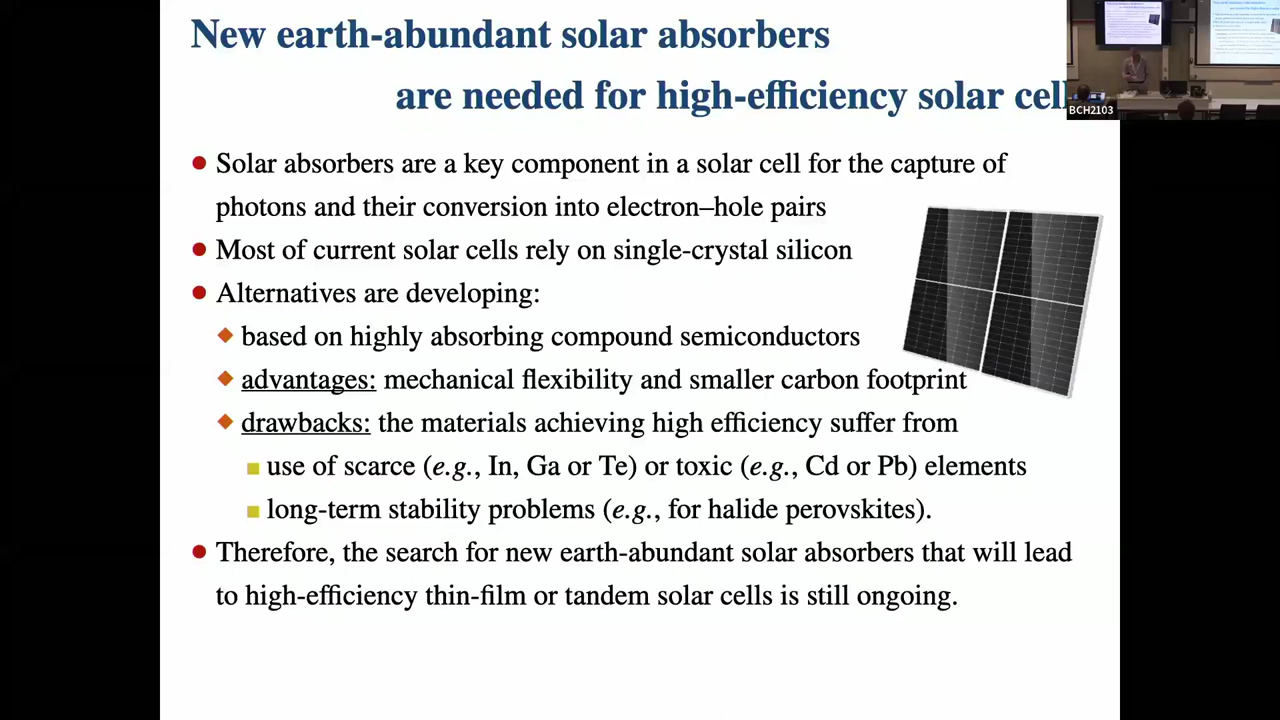 New earth-abundant solar absorbers
are needed for high-efficiency solar cell
BCH2103
● Solar absorbers are a key component in a solar cell for the capture of
photons and their conversion into electron–hole pairs
● Most of current solar cells rely on single-crystal silicon
● Alternatives are developing:
◆ based on highly absorbing compound semiconductors
◆ advantages: mechanical flexibility and smaller carbon footprint
◆ drawbacks: the materials achieving high efficiency suffer from
■ use of scarce (e.g., In, Ga or Te) or toxic (e.g., Cd or Pb) elements
■ long-term stability problems (e.g., for halide perovskites).
● Therefore, the search for new earth-abundant solar absorbers that will lead
to high-efficiency thin-film or tandem solar cells is still ongoing.